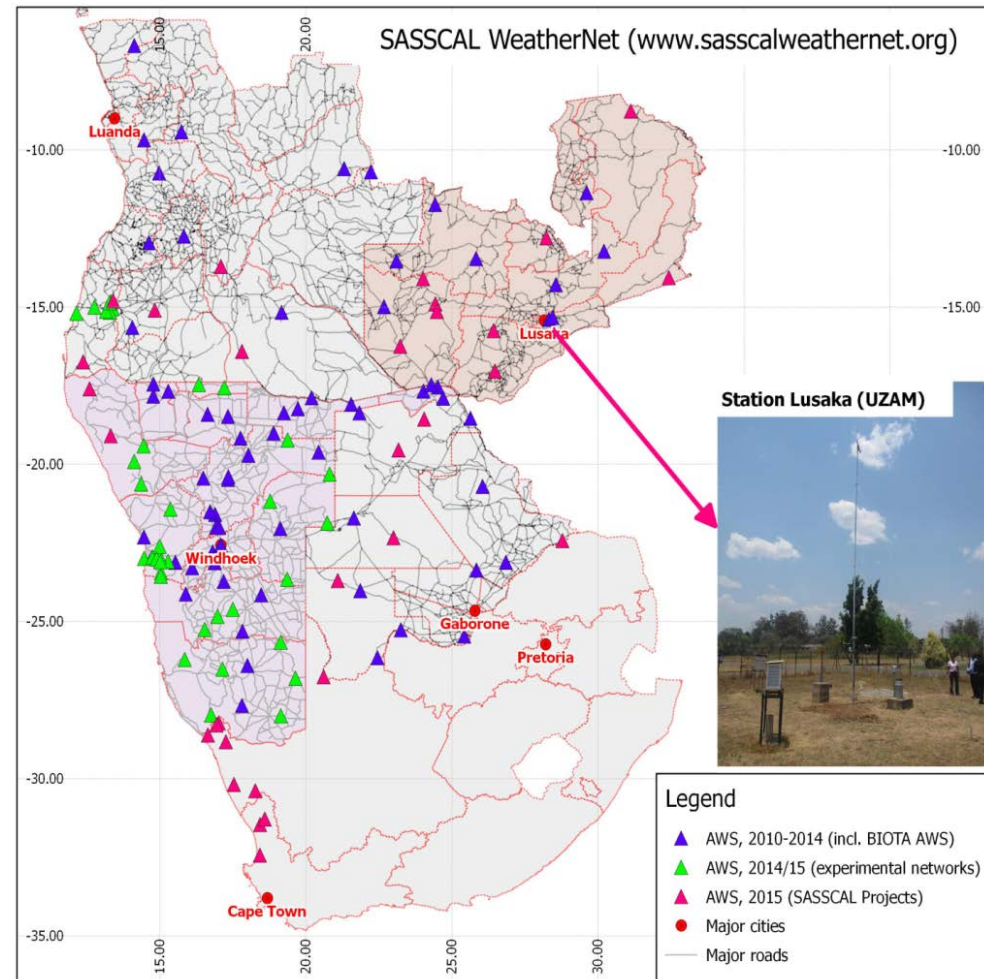 SASSCAL WeatherNet (www.sasscalweathernet.org)
15.00
20.00
Luanda
-10.00
-10.00
-15.00
-15.00
Lusaka
Station Lusaka (UZAM)
-20.00
Windhoek
-25.00
Gaborone
Pretoria
-30.00
Cape Town
-35.00
15.00
20.00
25.00
30.00
Legend
AWS, 2010-2014 (incl. BIOTA AWS)
AWS, 2014/15 (experimental networks)
AWS, 2015 (SASSCAL Projects)
Major cities
Major roads